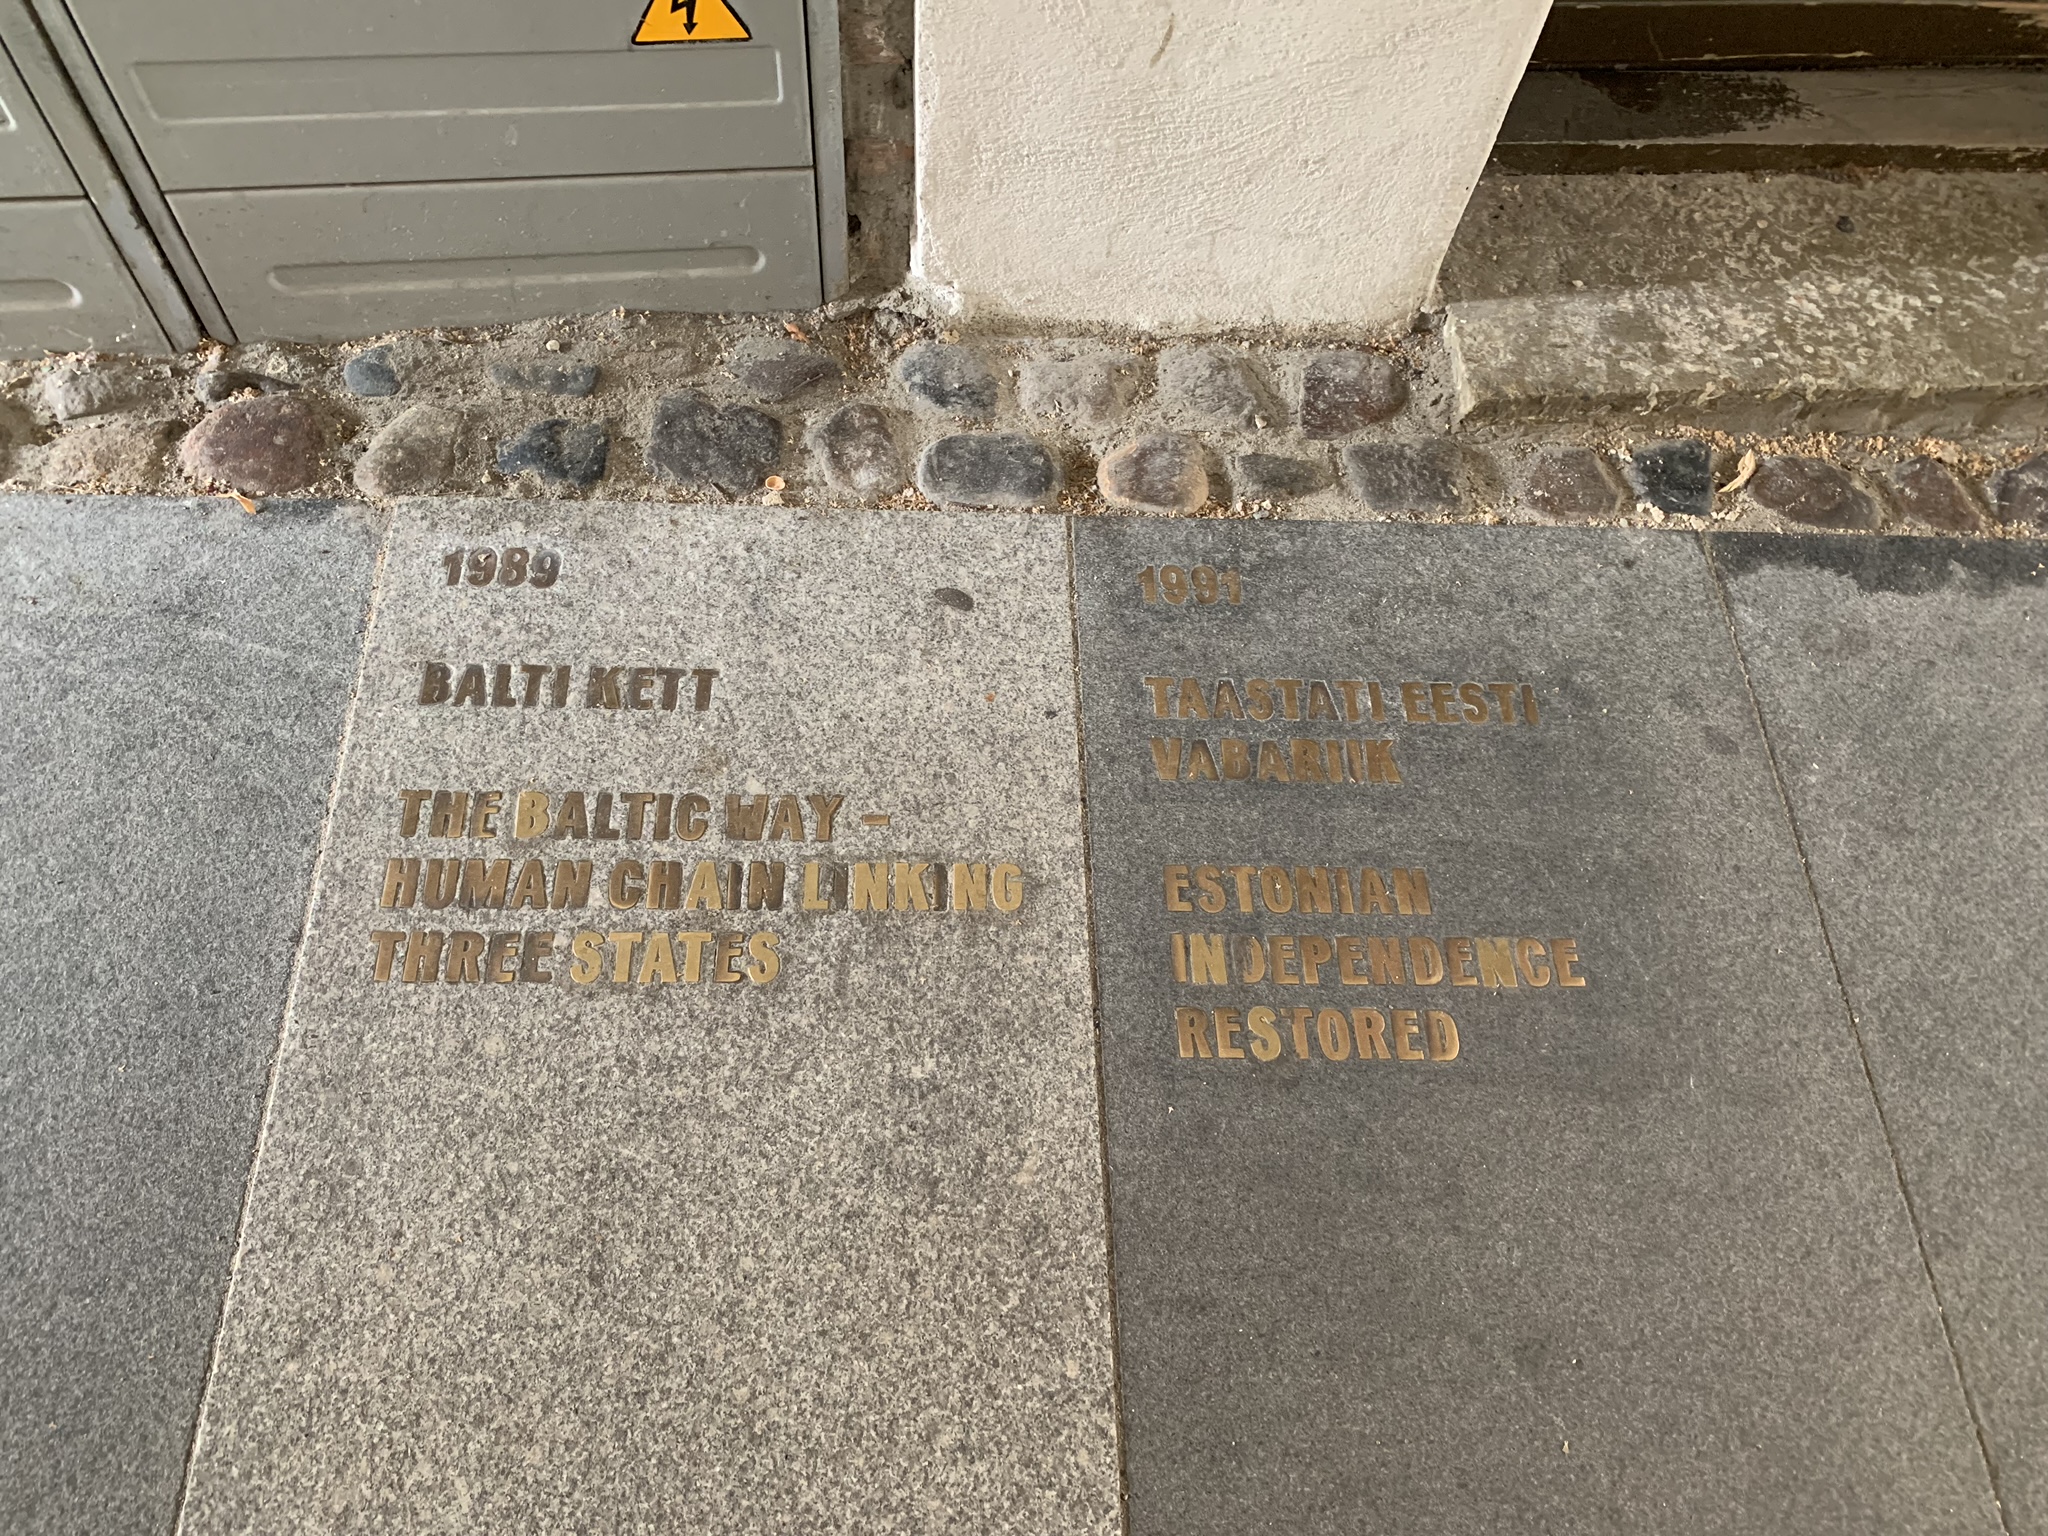 1989
BALTI KETT
THE BALTIC WAY –
HUMAN CHAIN LINKING
THREE STATES
1991
TAASTATI EESTI
VABARIIK
ESTONIAN
INDEPENDENCE
RESTORED